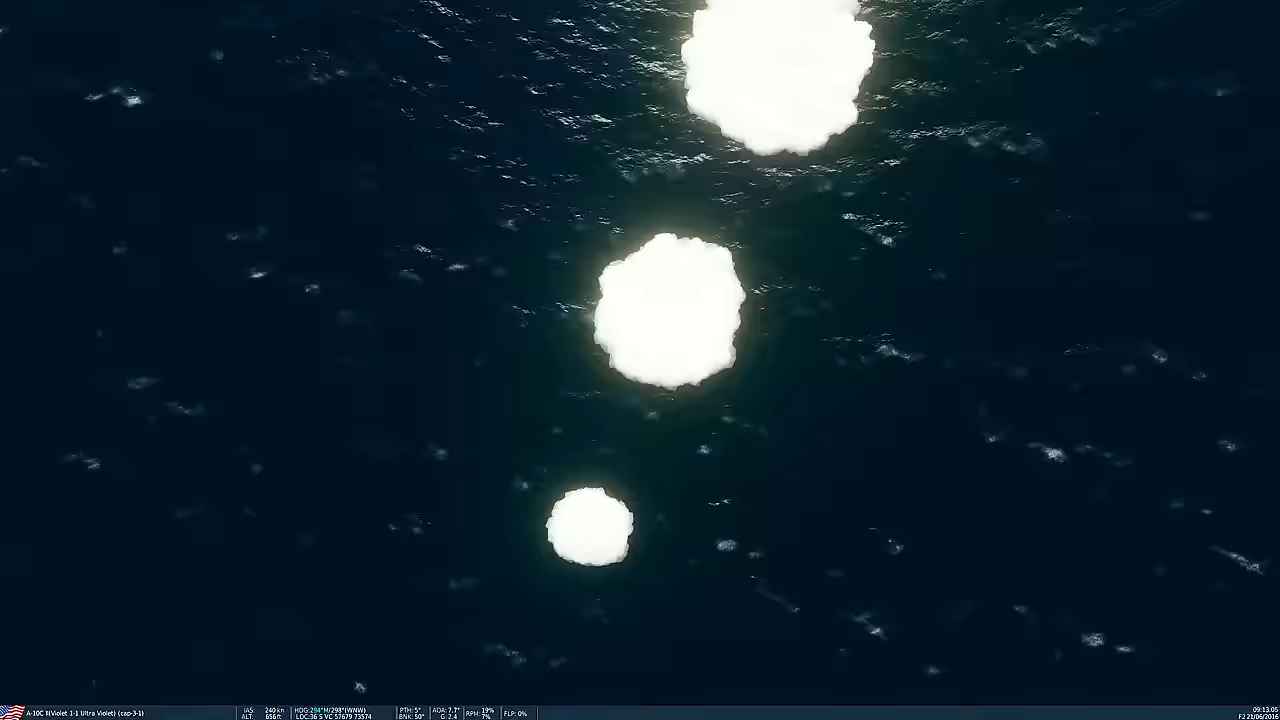 A-10C II(Violet 1-1 Ultra Violet) (cap-3-1)
IAS: 240 kn
ALT: 656 ft
HDG:294°M/298°(WNW)
LOC:36 S VC 57679 73574
PTH: 5°
BNK: 50°
AOA: 7.7°
G: 2.4
RPM: 19%
7%
FLP: 0%
09:13:05
F2 21/06/2016